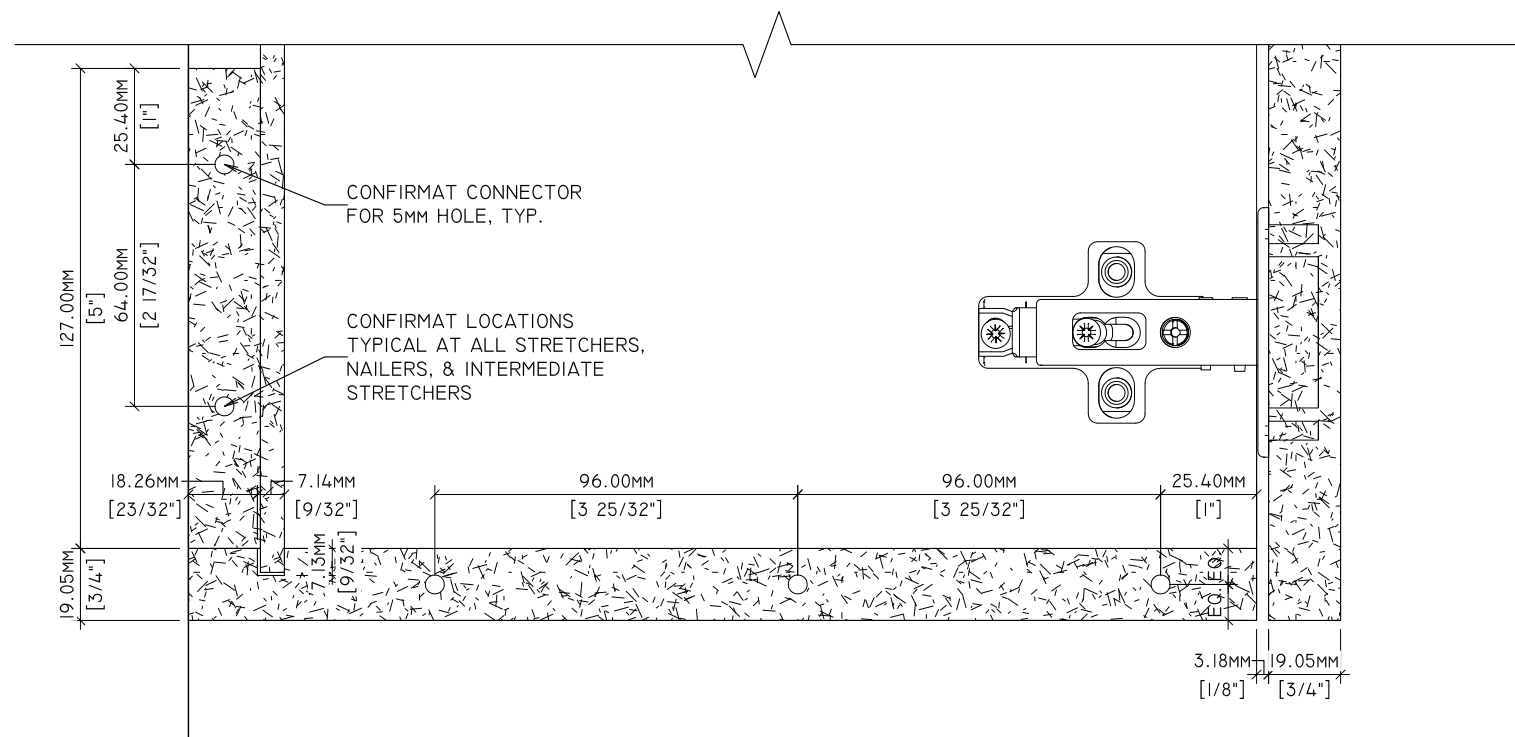 25.40MM
[1"]
CONFIRMAT CONNECTOR
FOR 5MM HOLE, TYP.
127.00MM
[5"]
64.00MM
[2 17/32"]
CONFIRMAT LOCATIONS
TYPICAL AT ALL STRETCHERS,
NAILERS, & INTERMEDIATE
STRETCHERS
18.26MM
[23/32"]
7.14MM
[9/32"]
96.00MM
[3 25/32"]
96.00MM
[3 25/32"]
25.40MM
[1"]
19.05MM
[3/4"]
7.13MM
[9/32"]
EQ
EQ
3.18MM
[1/8"]
19.05MM
[3/4"]